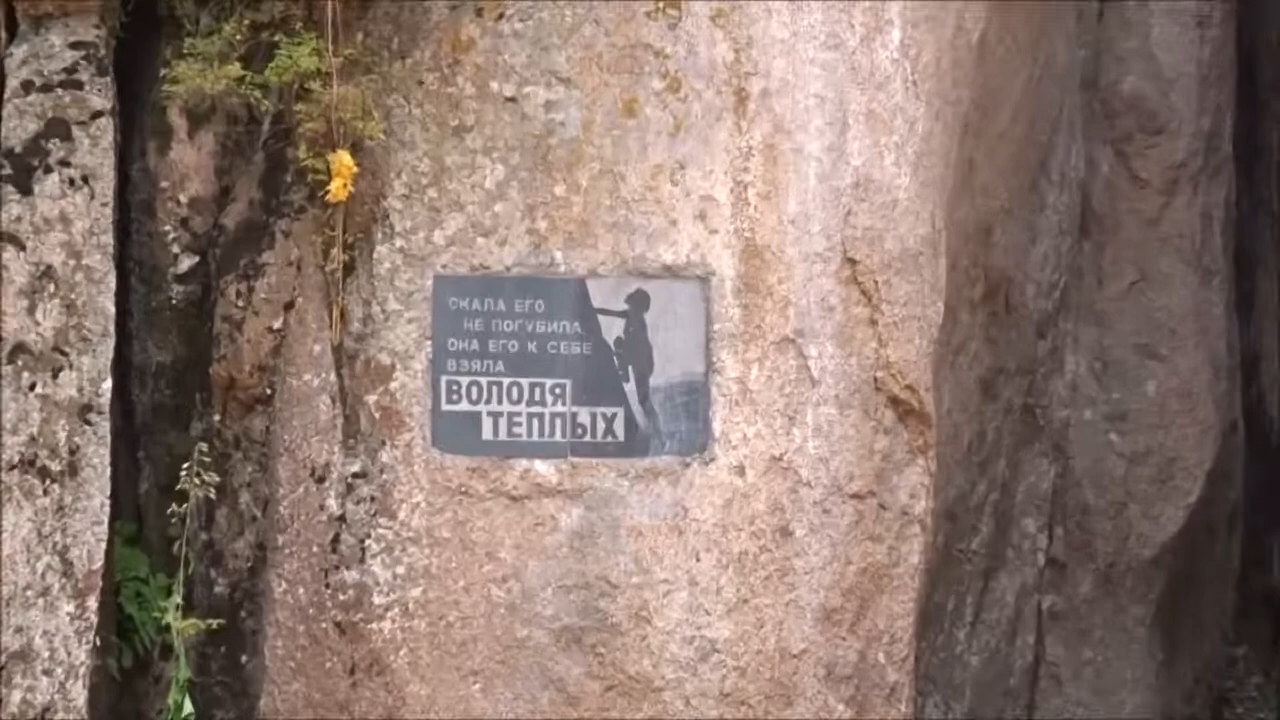 СКАЛА ЕГО
НЕ ПОГУБИЛА
ОНА ЕГО К СЕБЕ
ВЗЯЛА
ВОЛОДЯ
ТЕПЛЫХ